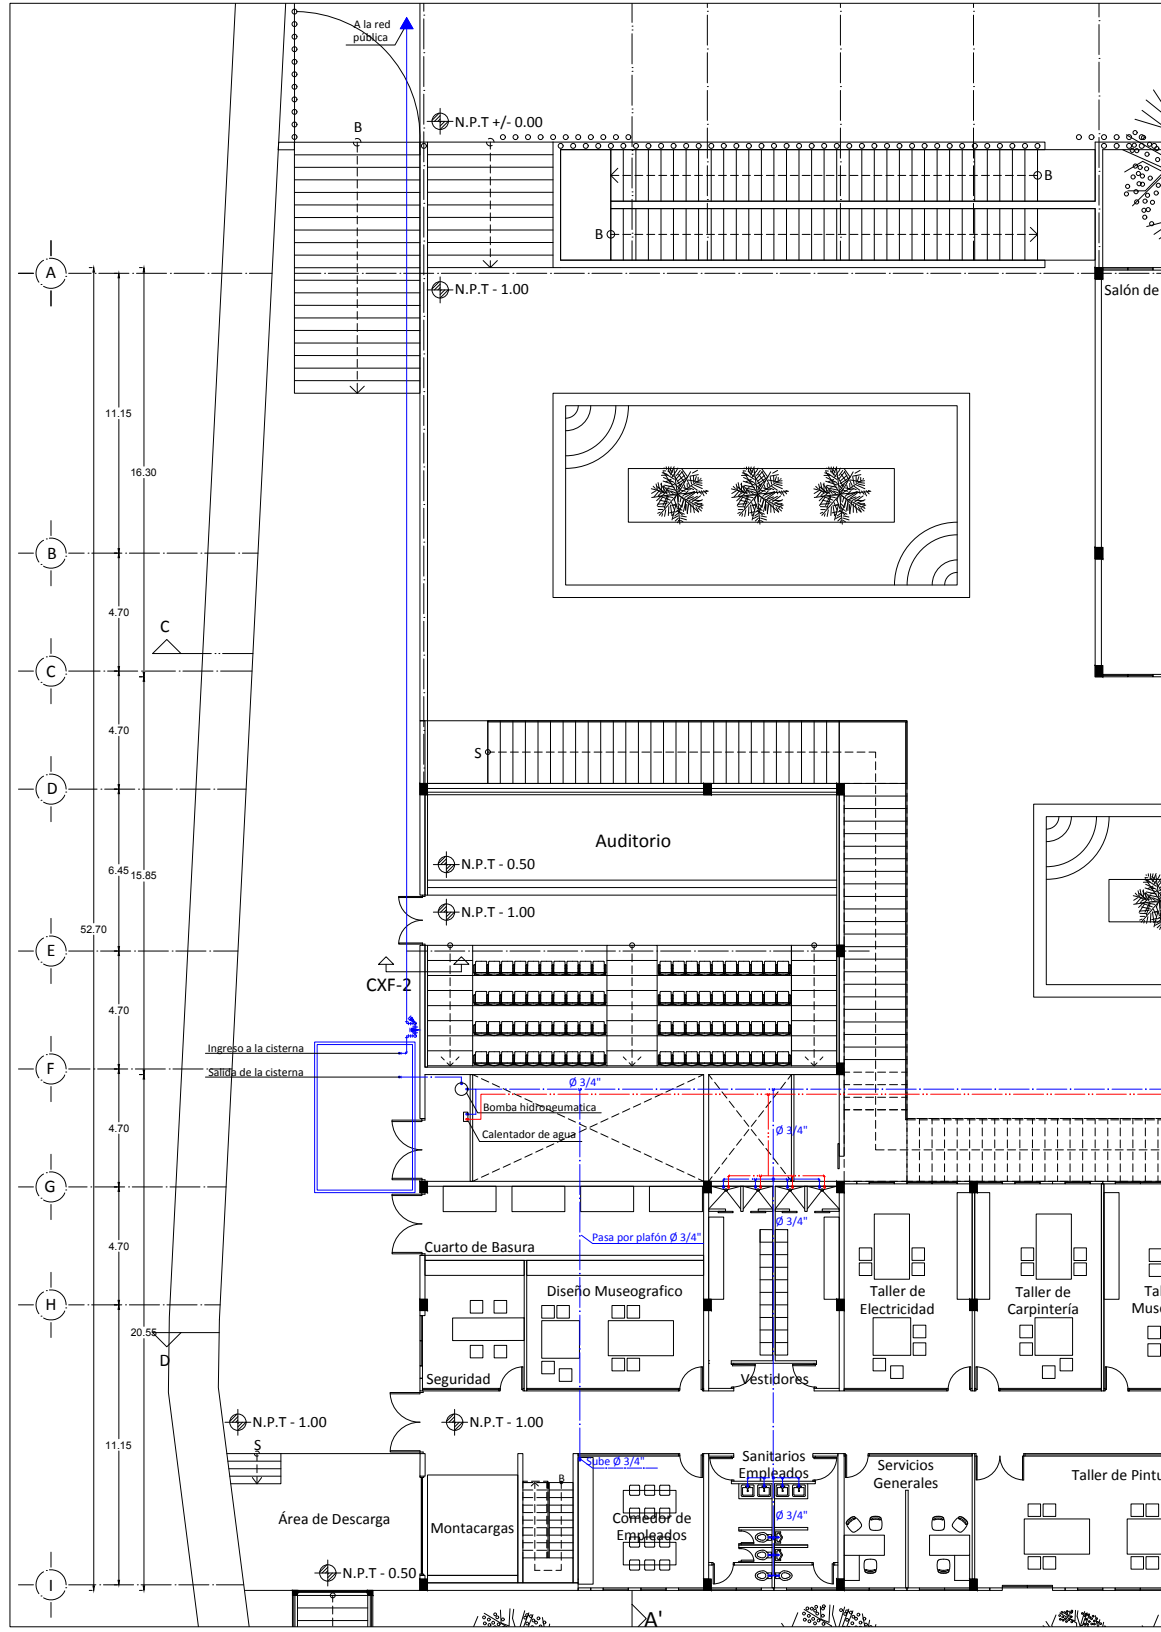 A la red
pública
B
N.P.T +/- 0.00
B
B
A
N.P.T - 1.00
Salón de
11.15
16.30
B
4.70
C
C
4.70
S
D
Auditorio
N.P.T - 0.50
6.45
15.85
N.P.T - 1.00
52.70
E
CXF-2
4.70
Ingreso a la cisterna
F
Salida de la cisterna
Ø 3/4"
Bomba hidroneumatica
4.70
Ø 3/4"
Calentador de agua
G
Ø 3/4"
Pasa por plafón Ø 3/4"
4.70
Cuarto de Basura
Diseño Museografico
Taller de
Electricidad
Taller de
Carpintería
Tal
Muse
H
20.55
D
Seguridad
Vestidores
N.P.T - 1.00
N.P.T - 1.00
11.15
S
Sube Ø 3/4"
Sanitarios
Empleados
Servicios
Generales
Taller de Pintu
B
Área de Descarga
Montacargas
Comedor de
Empleados
Ø 3/4"
N.P.T - 0.50
I
A'